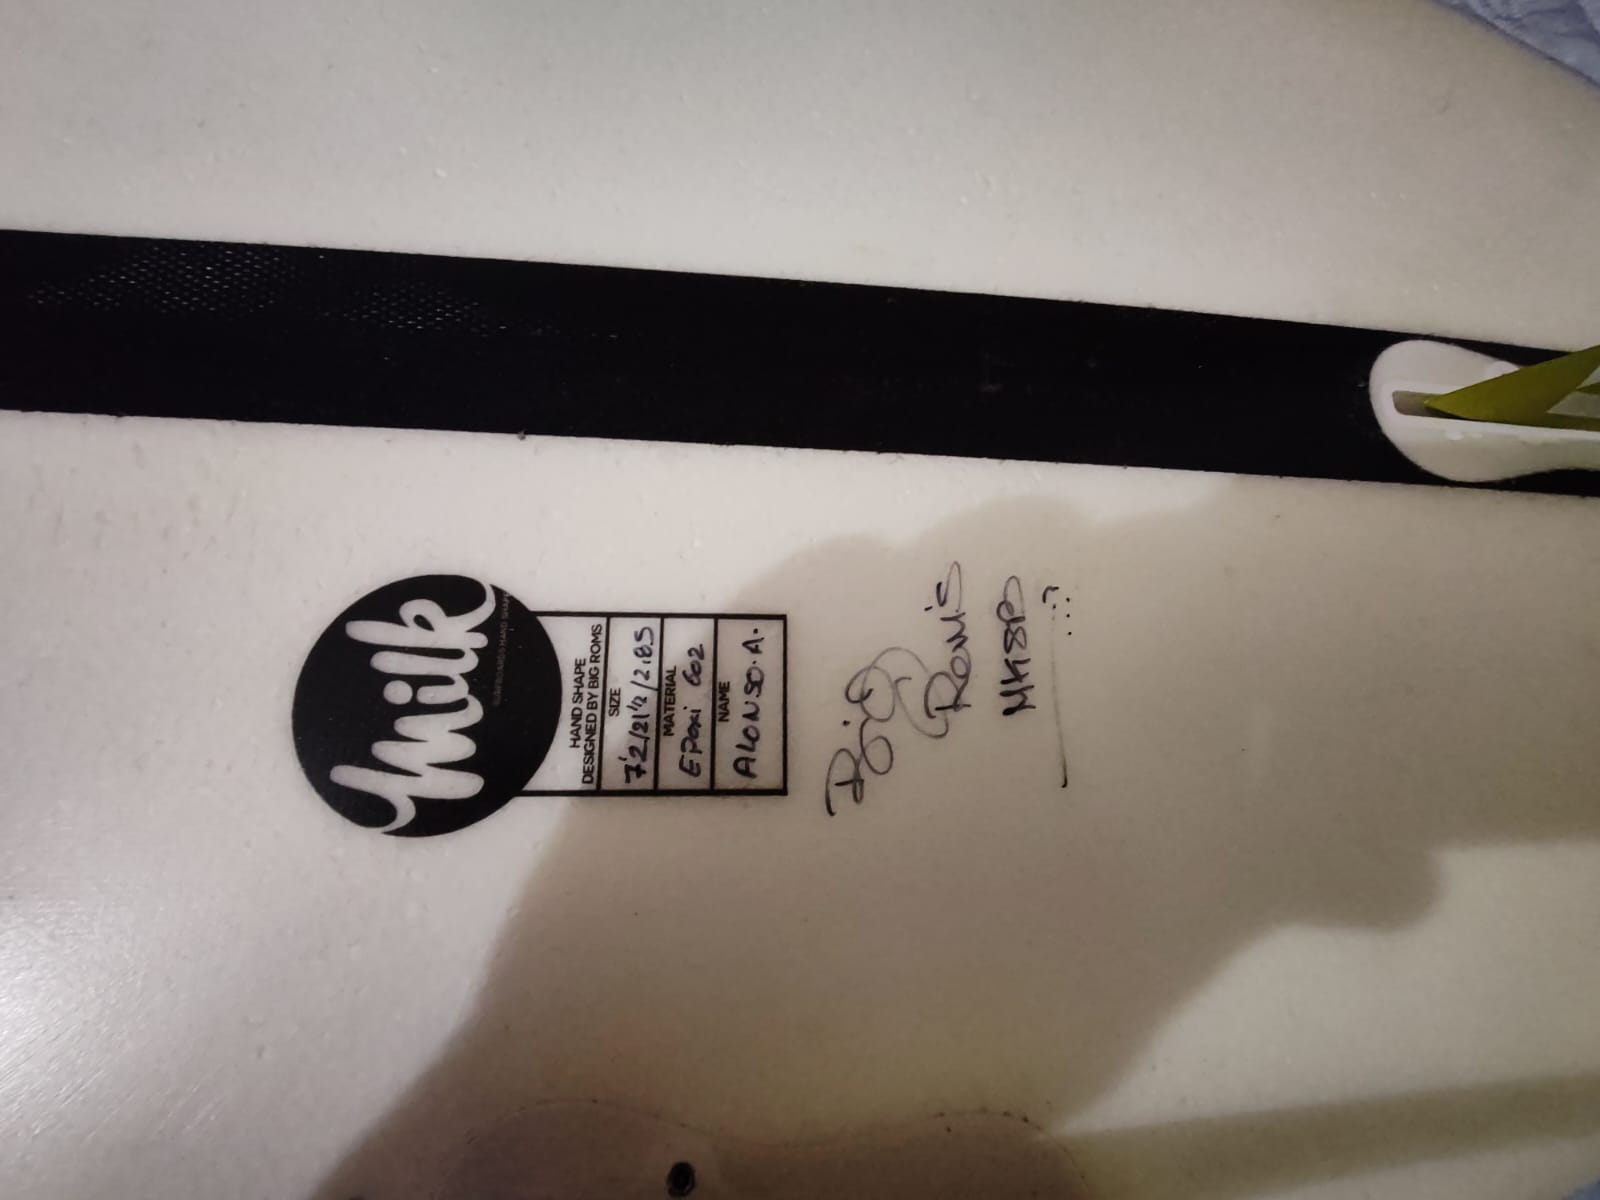 milk
SURFBOARDS HAND SHAPE
HAND SHAPE
DESIGNED BY BIG ROMS
SIZE
7'2/21½/2.85
MATERIAL
EPOXI 602
NAME
ALONSO.A.
Big
Roms